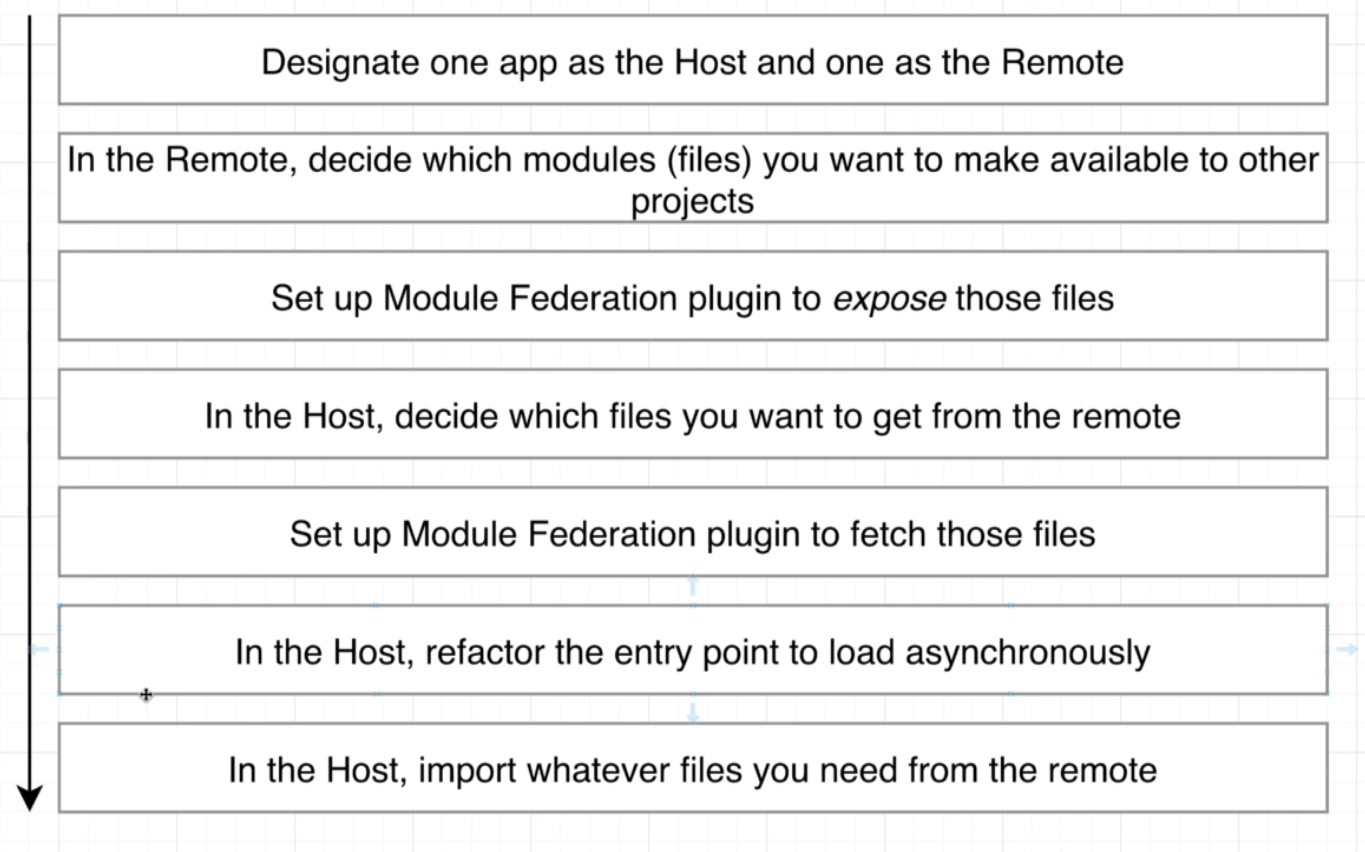 Designate one app as the Host and one as the Remote
In the Remote, decide which modules (files) you want to make available to other
projects
Set up Module Federation plugin to expose those files
In the Host, decide which files you want to get from the remote
Set up Module Federation plugin to fetch those files
In the Host, refactor the entry point to load asynchronously
In the Host, import whatever files you need from the remote